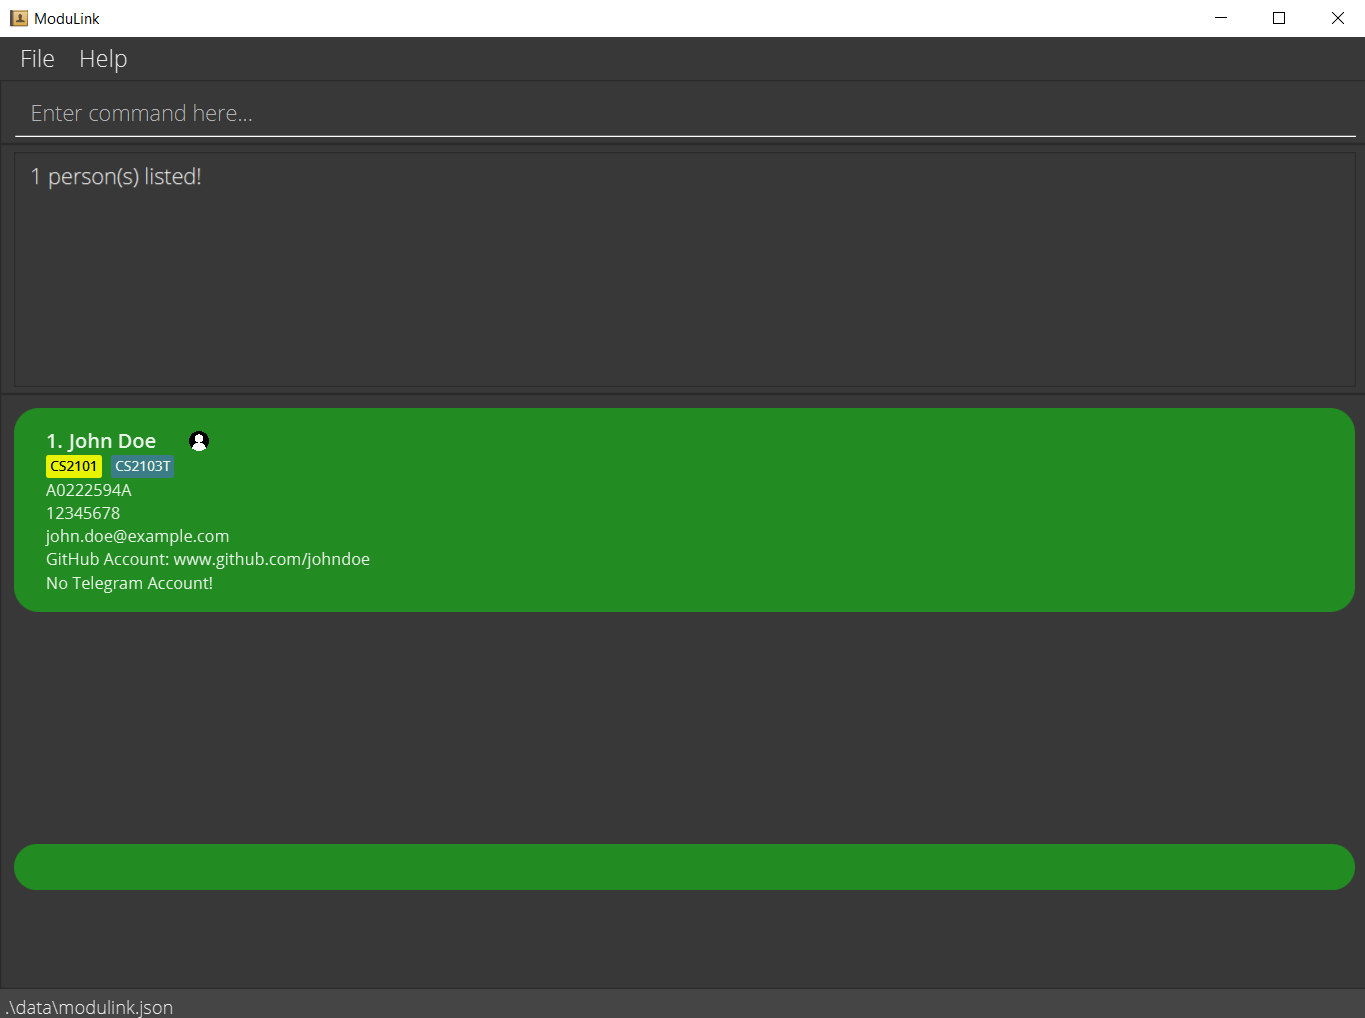 ModuLink
File Help
Enter command here...
1 person(s) listed!
1. John Doe
CS2101 CS2103T
A0222594A
12345678
john.doe@example.com
GitHub Account: www.github.com/johndoe
No Telegram Account!
.\data\modulink.json